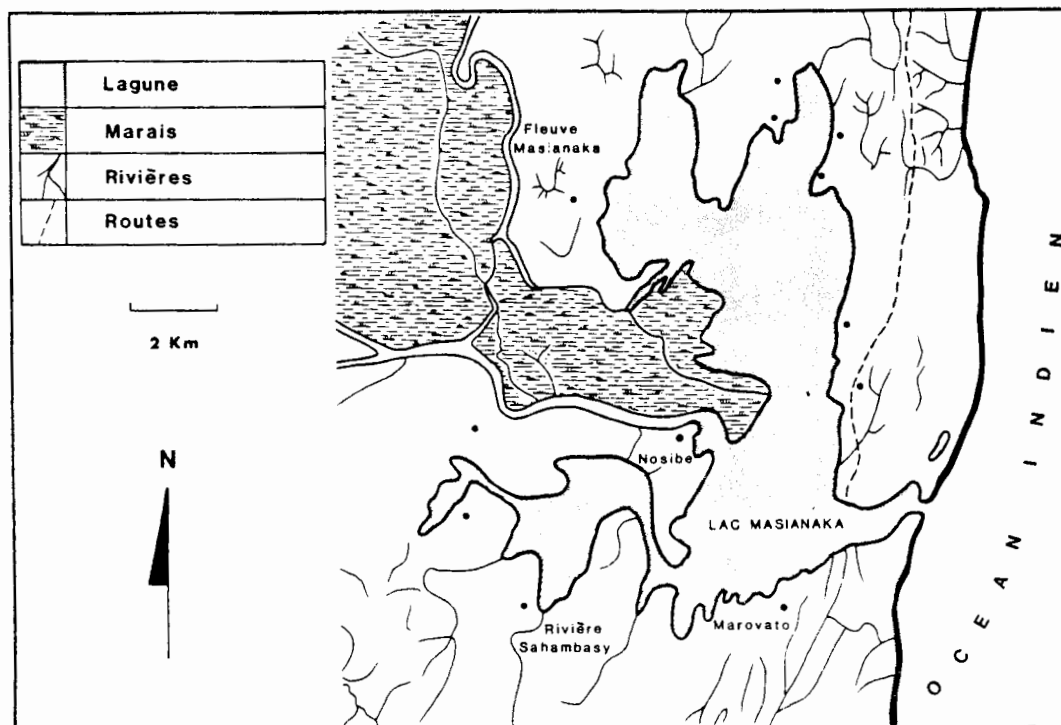 Lagune
Marais
Rivières
Routes
2 Km
N
Fleuve
Masianaka
Nosibe
LAC MASIANAKA
Marovato
Rivière
Sahambasy
OCEAN INDIEN